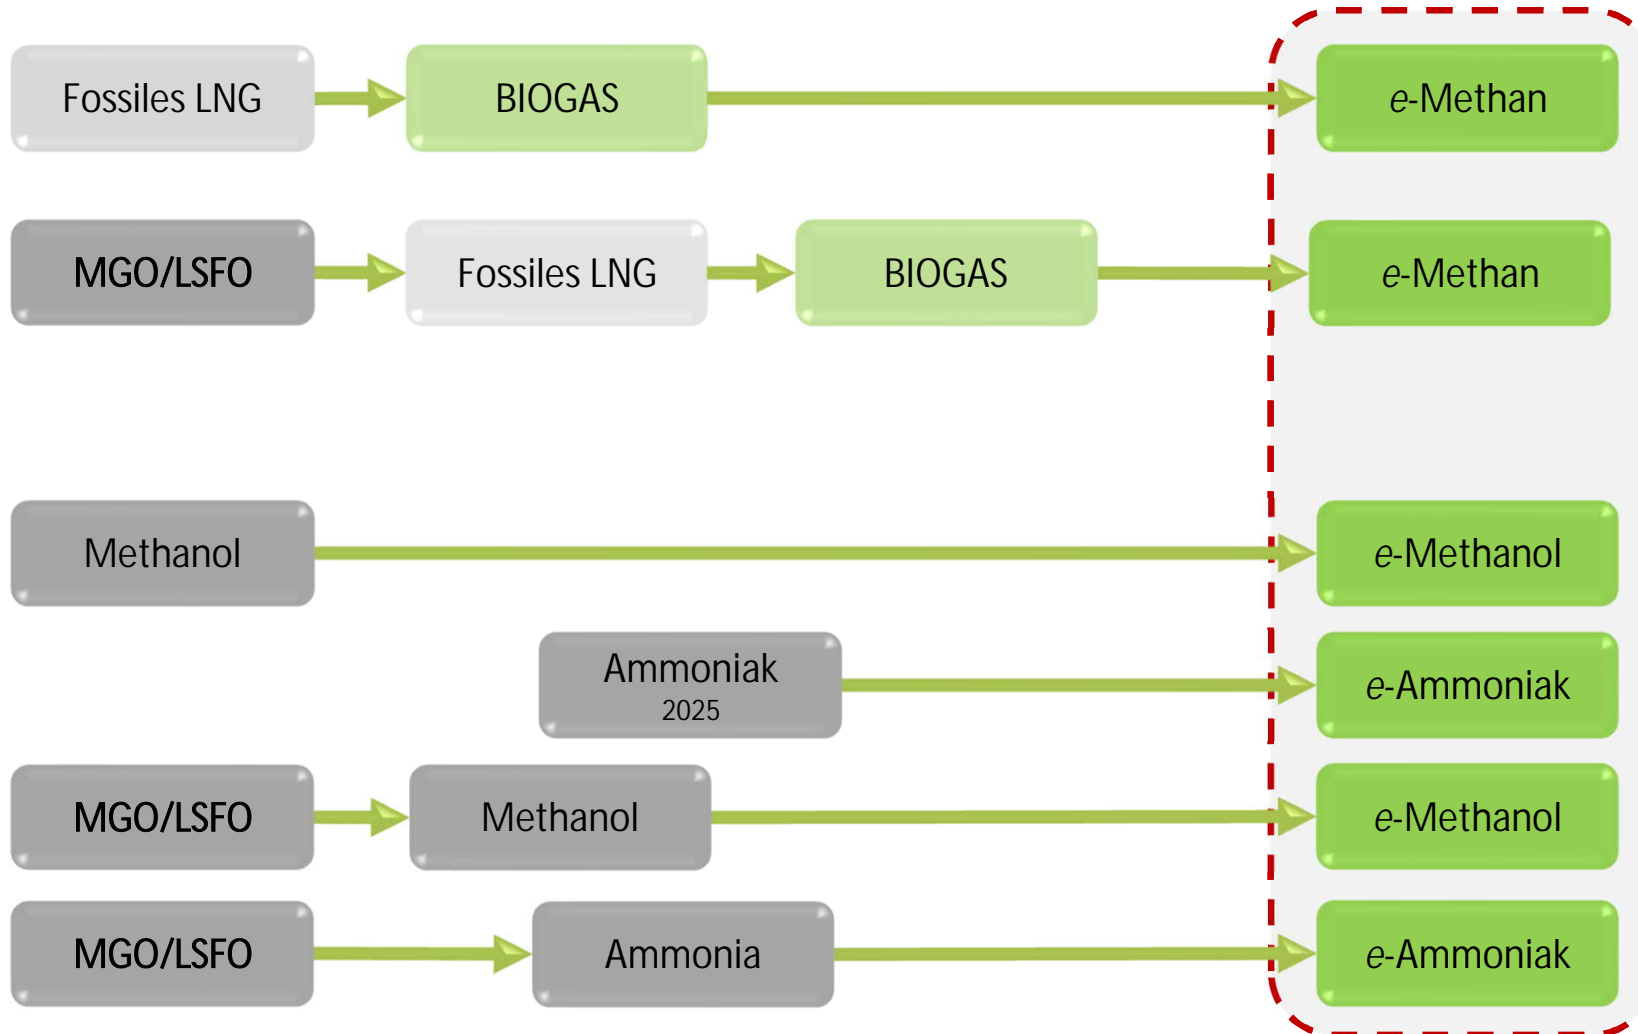 Fossiles LNG
BIOGAS
e-Methan
MGO/LSFO
Fossiles LNG
BIOGAS
e-Methan
Methanol
e-Methanol
Ammoniak
2025
e-Ammoniak
MGO/LSFO
Methanol
e-Methanol
MGO/LSFO
Ammonia
e-Ammoniak